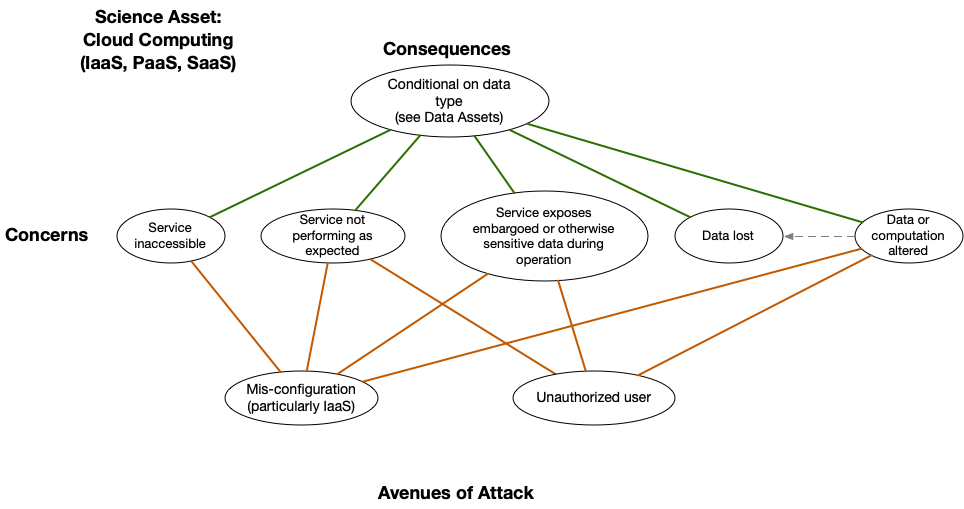 Science Asset:
Cloud Computing
(IaaS, PaaS, SaaS)
Consequences
Conditional on data
type
(see Data Assets)
Concerns
Service
inaccessible
Service not
performing as
expected
Service exposes
embargoed or otherwise
sensitive data during
operation
Data lost
Data or
computation
altered
Mis-configuration
(particularly IaaS)
Unauthorized user
Avenues of Attack